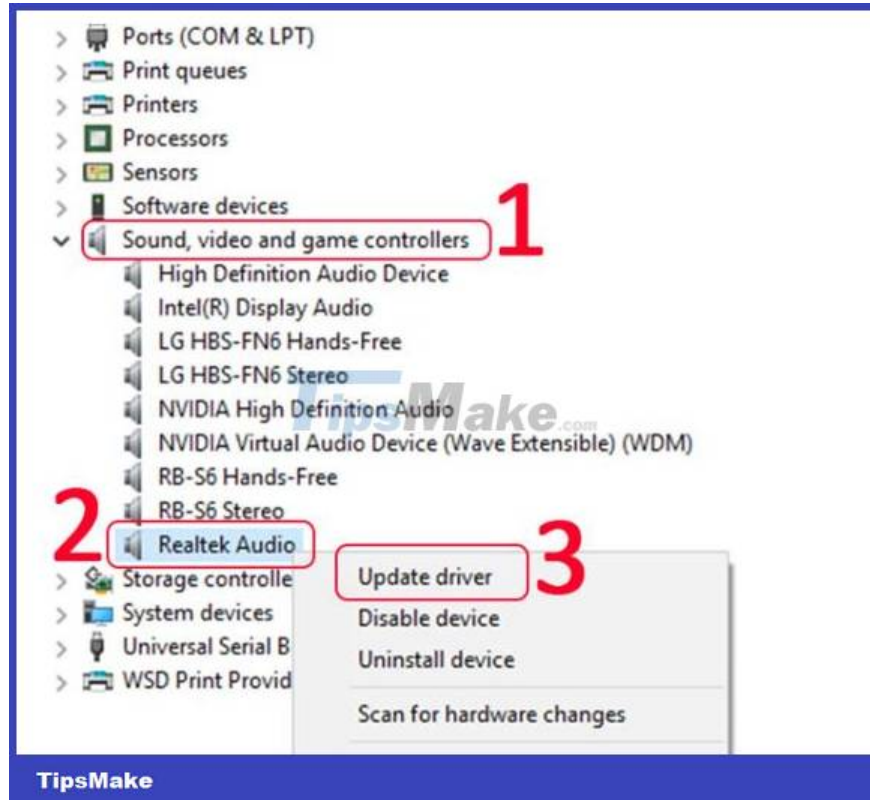 Ports (COM & LPT)
Print queues
Printers
Processors
Sensors
Software devices
Sound, video and game controllers
1
High Definition Audio Device
Intel(R) Display Audio
LG HBS-FN6 Hands-Free
LG HBS-FN6 Stereo
TipsMake.com
NVIDIA High Definition Audio
NVIDIA Virtual Audio Device (Wave Extensible) (WDM)
RB-S6 Hands-Free
RB-S6 Stereo
2
Realtek Audio
Update driver
3
Storage controlle
Disable device
System devices
Universal Serial B
Uninstall device
WSD Print Provid
Scan for hardware changes
TipsMake